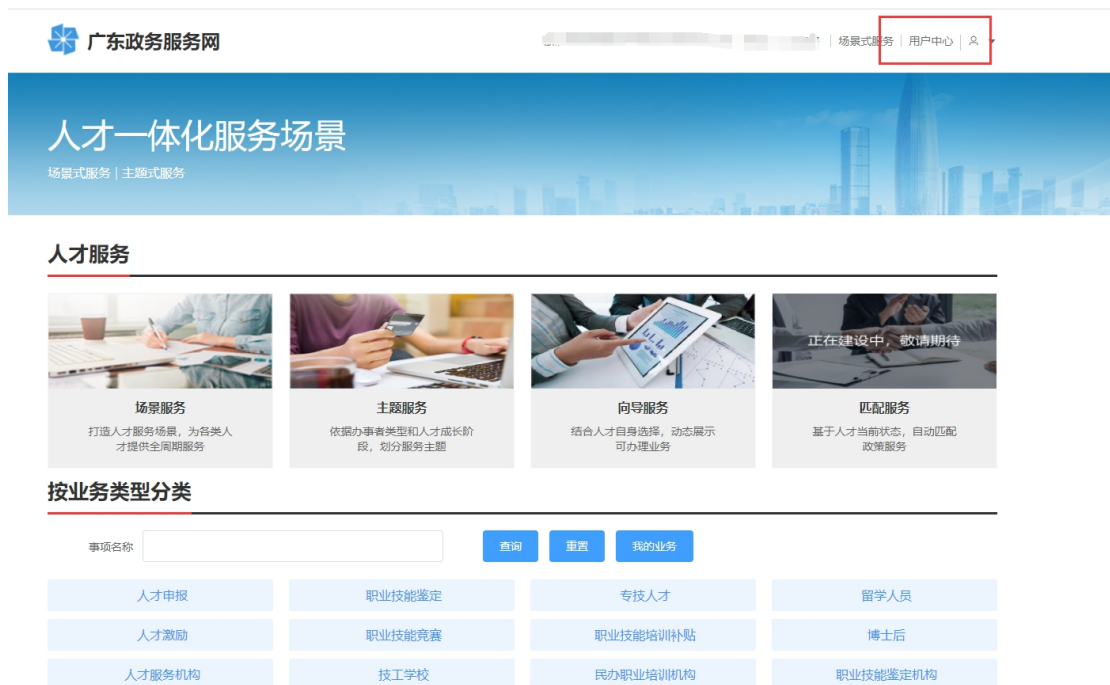 广东政务服务网
场景式服务 | 用户中心 |
人才一体化服务场景
场景式服务 | 主题式服务
人才服务
正在建设中，敬请期待
场景服务
打造人才服务场景，为各类人
才提供全周期服务
主题服务
依据办事者类型和人才成长阶
段，划分服务主题
向导服务
结合人才自身选择，动态展示
可办理业务
匹配服务
基于人才当前状态，自动匹配
政策服务
按业务类型分类
事项名称
查询 重置 我的业务
人才申报 职业技能鉴定 专技人才 留学人员
人才激励 职业技能竞赛 职业技能培训补贴 博士后
人才服务机构 技工学校 民办职业培训机构 职业技能鉴定机构